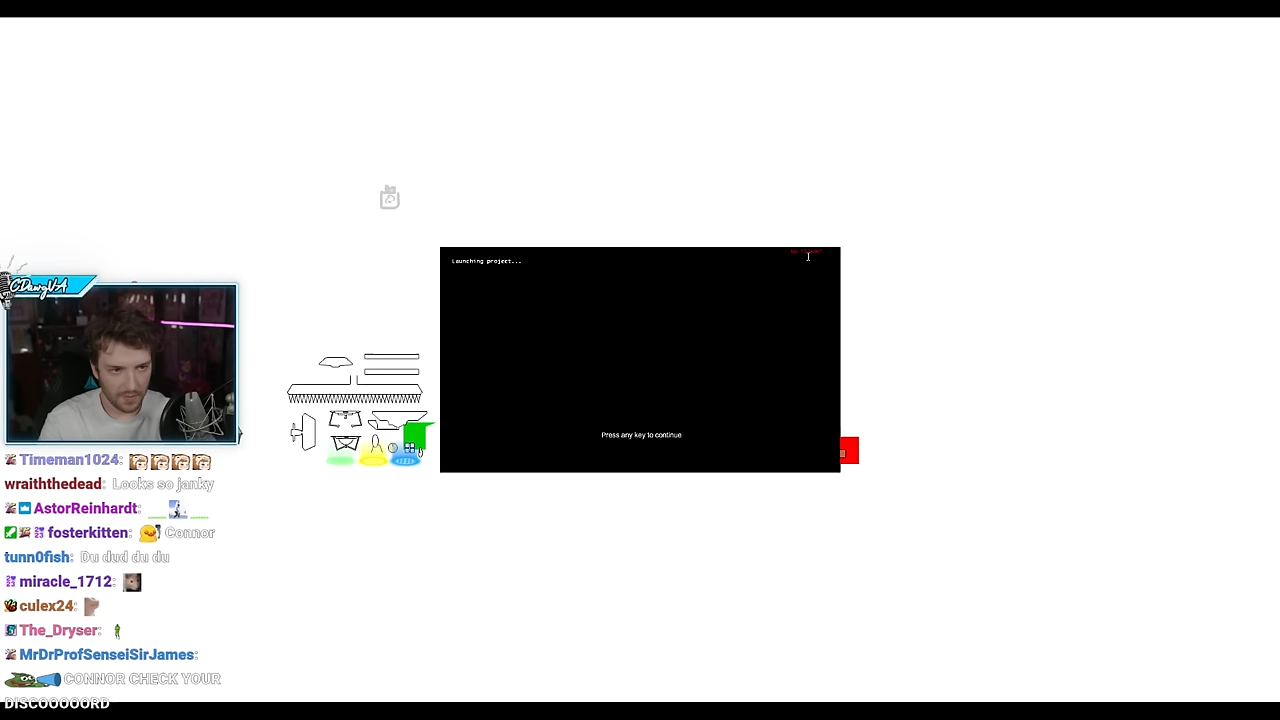 Launching project...
Press any key to continue
CDawgVA
Timeman1024:
wraiththedead: Looks so janky
AstorReinhardt:
fosterkitten: Connor
tunn0fish: Du dud du du
miracle_1712:
culex24:
The_Dryser:
MrDrProfSenseiSirJames:
CONNOR CHECK YOUR
DISCOOOOORD